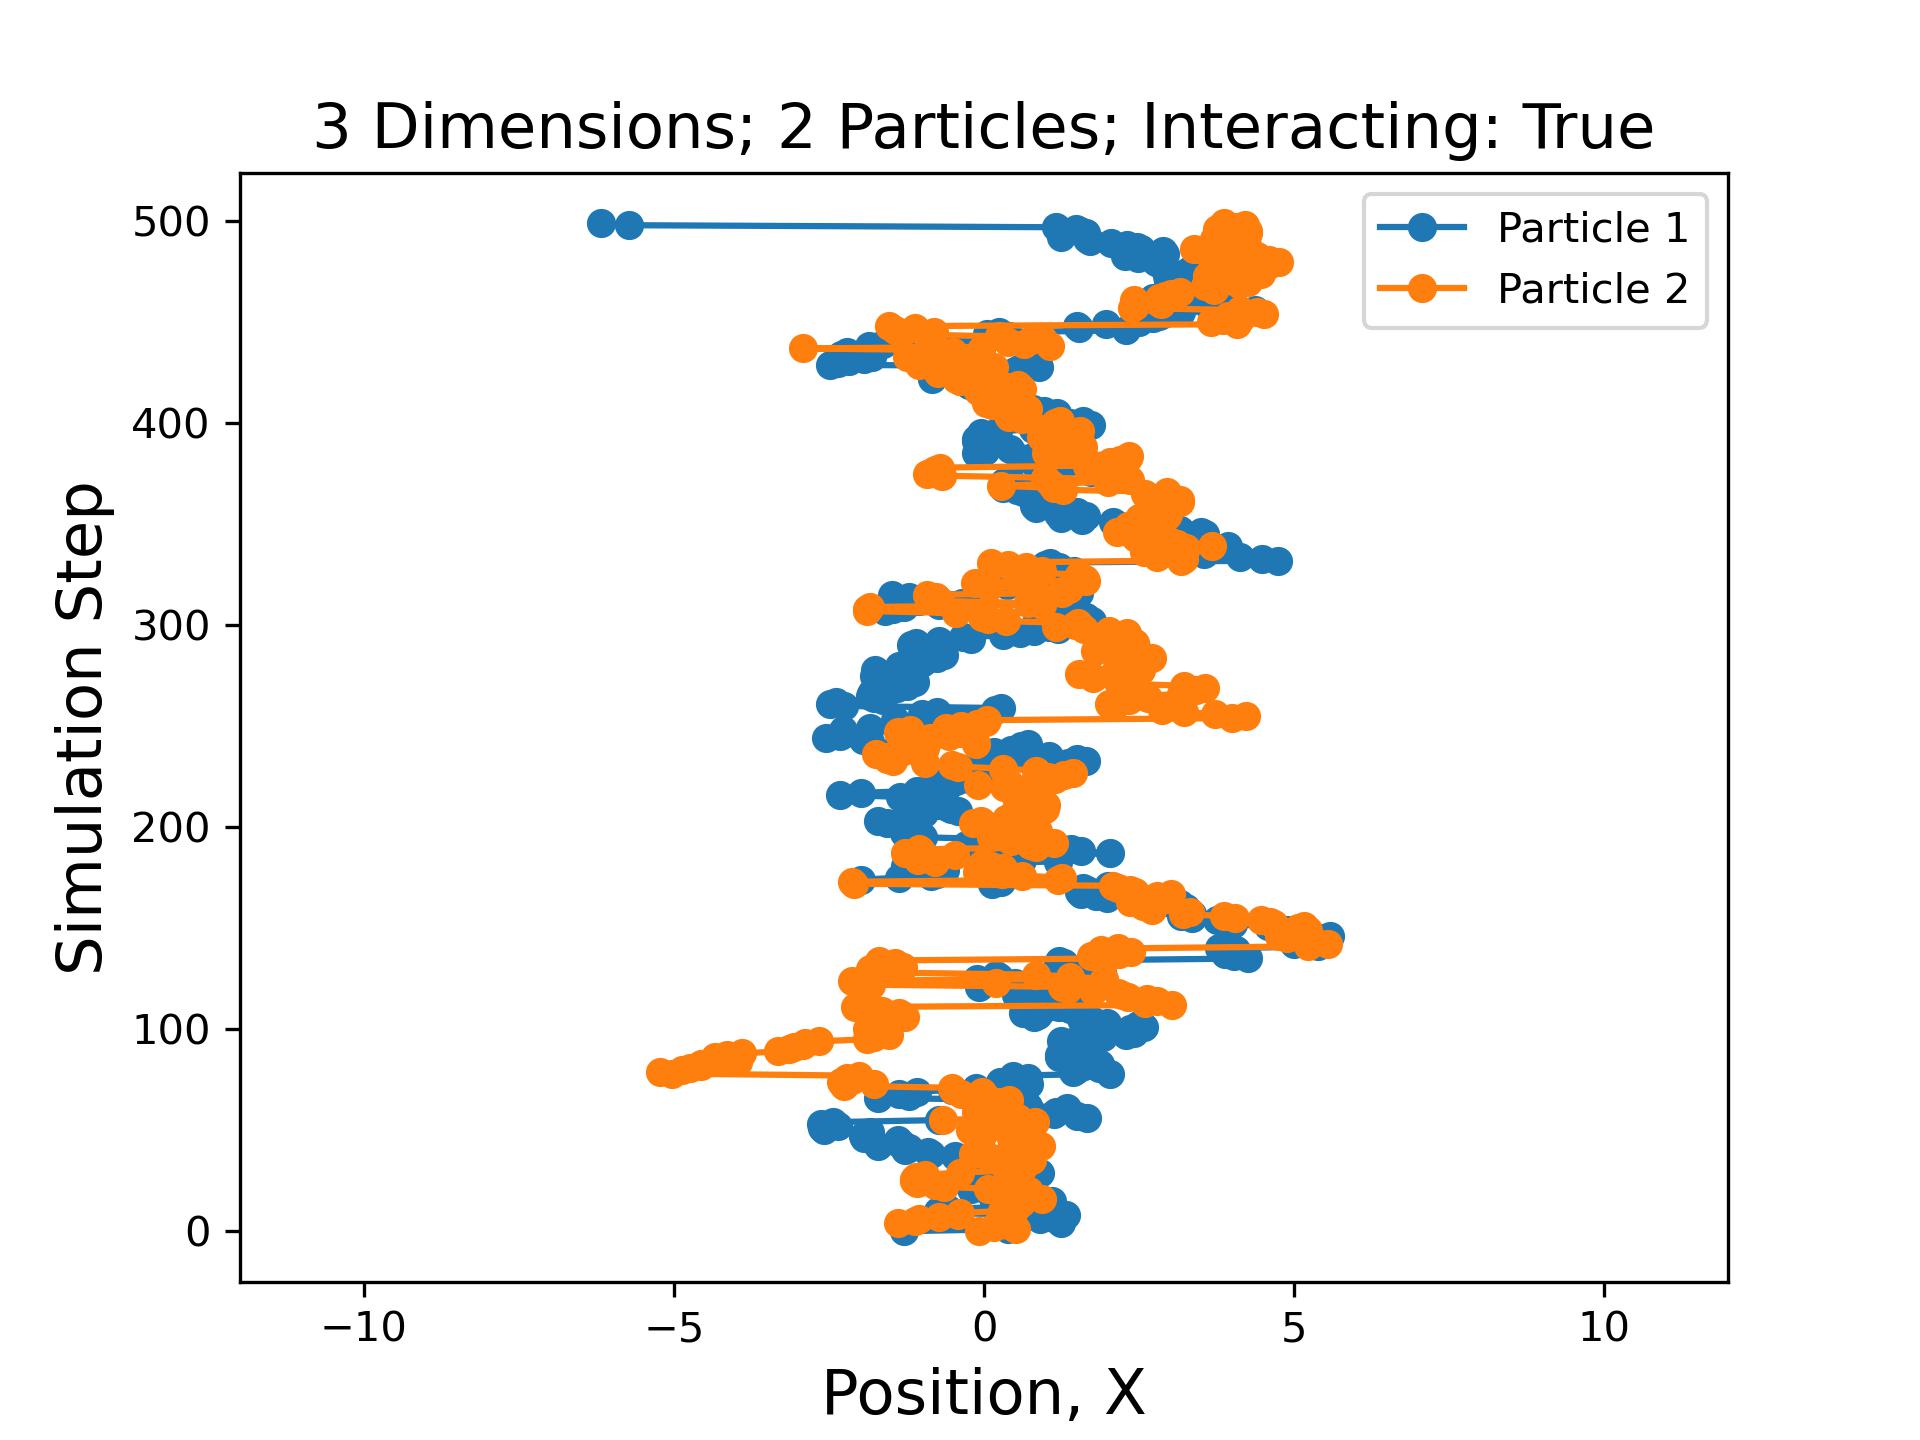 3 Dimensions; 2 Particles; Interacting: True
Particle 1
Particle 2
500
400
300
200
100
0
Simulation Step
−10
−5
0
5
10
Position, X